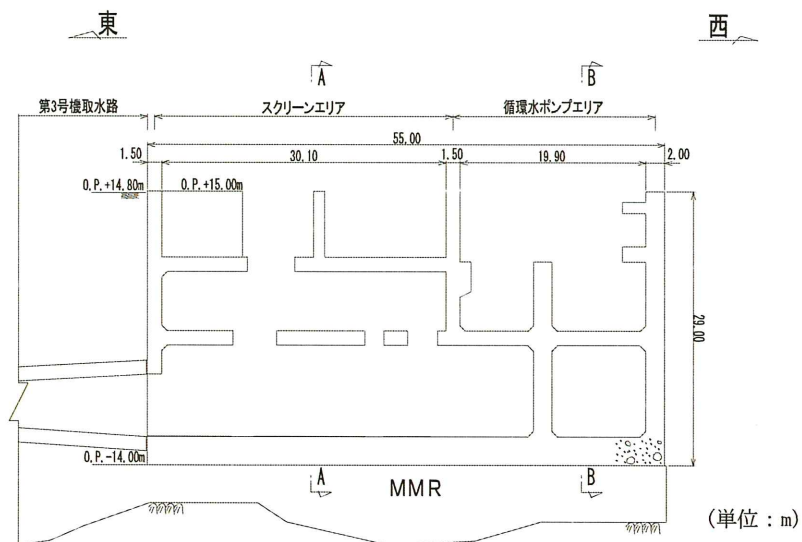 東
西
A
B
第3号機取水路
スクリーンエリア
循環水ポンプエリア
55.00
1.50
30.10
1.50
19.90
2.00
O.P.+14.80m
O.P.+15.00m
29.00
O.P.-14.00m
A
MMR
B
(単位:m)